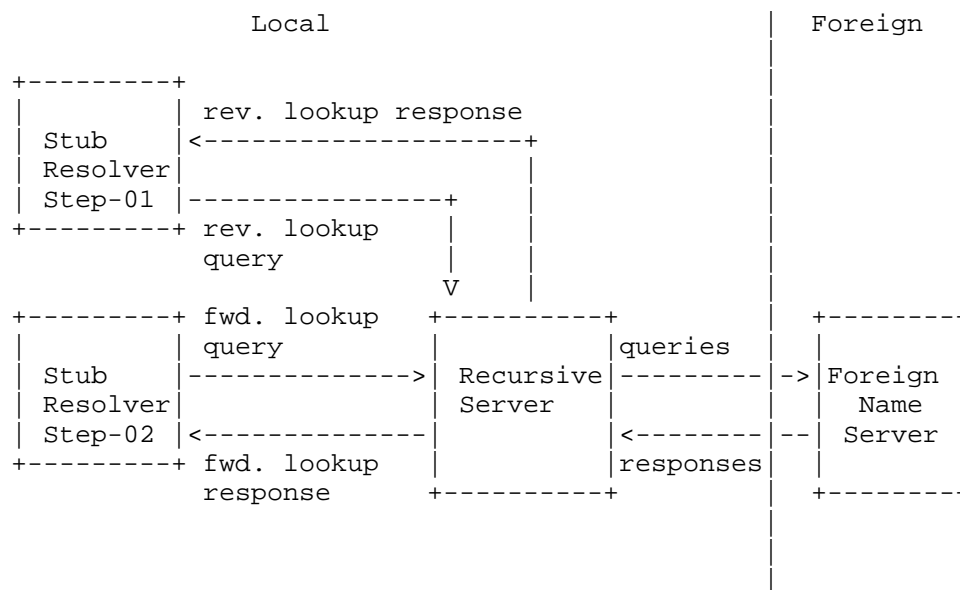 Local Foreign
rev. lookup response
Stub
Resolver
Step-01
rev. lookup
query
V
fwd. lookup
query queries
Stub Recursive Foreign
Resolver Server Name
Step-02 Server
fwd. lookup responses
response